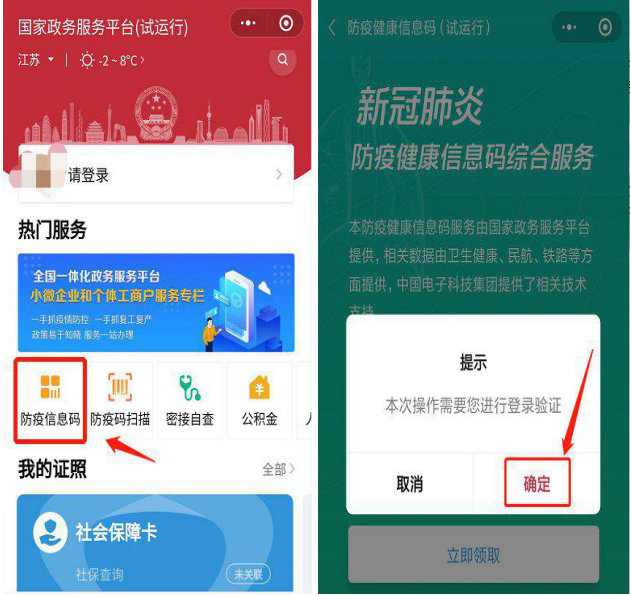 国家政务服务平台(试运行)
江苏
-2~8℃
请登录
热门服务
全国一体化政务服务平台
小微企业和个体工商户服务专栏
一手抓疫情防控 一手抓复工复产
政策易于知晓 服务一站办理
防疫信息码
防疫码扫描
密接自查
公积金
我的证照
全部
社会保障卡
社保查询
未关联
防疫健康信息码(试运行)
新冠肺炎
防疫健康信息码综合服务
本防疫健康信息码服务由国家政务服务平台
提供，相关数据由卫生健康、民航、铁路等方
面提供，中国电子科技集团提供了相关技术
支持
提示
本次操作需要您进行登录验证
取消
确定
立即领取